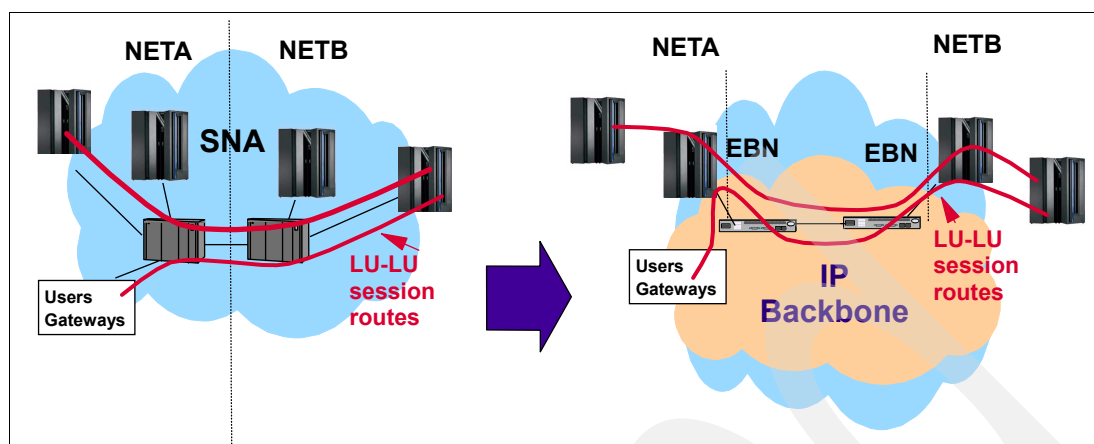 NETA
NETB
SNA
LU-LU
session
routes
Users
Gateways
NETA
NETB
EBN
EBN
Users
Gateways
IP
Backbone
LU-LU
session
routes